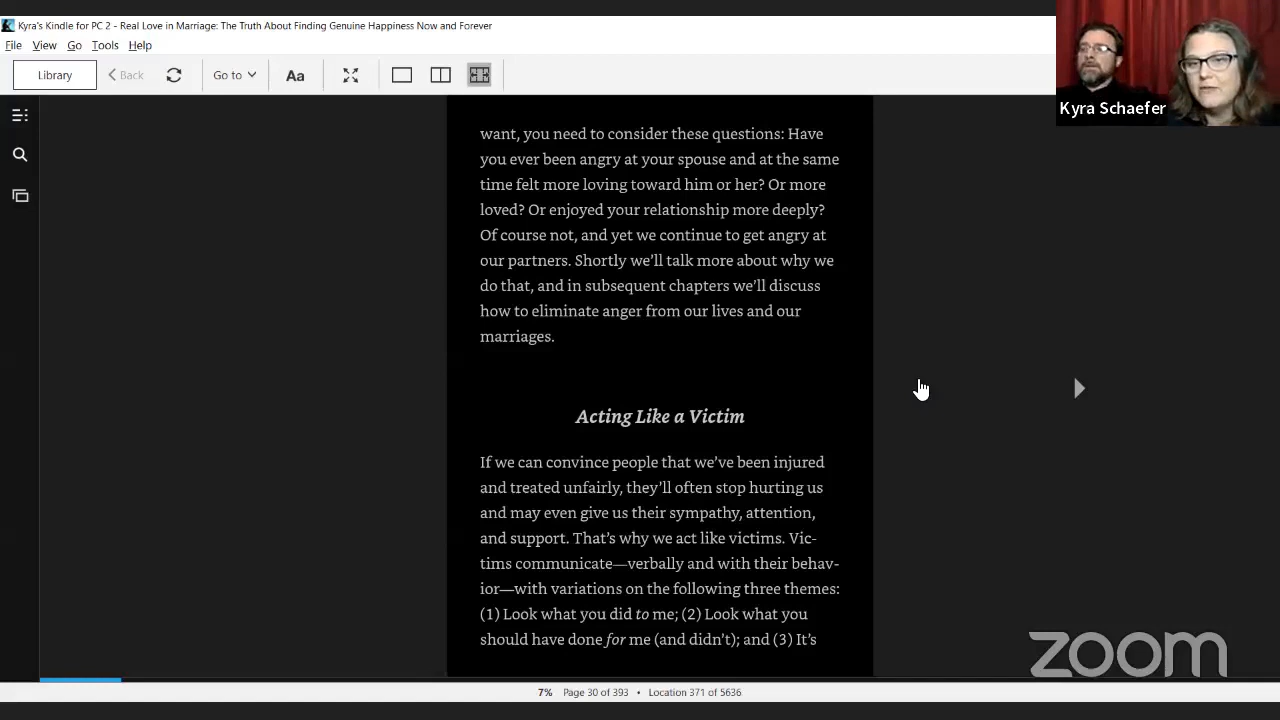 Kyra's Kindle for PC 2 - Real Love in Marriage: The Truth About Finding Genuine Happiness Now and Forever
File View Go Tools Help
Library Back Go to Aa
Kyra Schaefer
want, you need to consider these questions: Have
you ever been angry at your spouse and at the same
time felt more loving toward him or her? Or more
loved? Or enjoyed your relationship more deeply?
Of course not, and yet we continue to get angry at
our partners. Shortly we’ll talk more about why we
do that, and in subsequent chapters we’ll discuss
how to eliminate anger from our lives and our
marriages.
Acting Like a Victim
If we can convince people that we’ve been injured
and treated unfairly, they’ll often stop hurting us
and may even give us their sympathy, attention,
and support. That’s why we act like victims. Vic-
tims communicate—verbally and with their behav-
ior—with variations on the following three themes:
(1) Look what you did to me; (2) Look what you
should have done for me (and didn’t); and (3) It’s
zoom
7% Page 30 of 393 • Location 371 of 5636